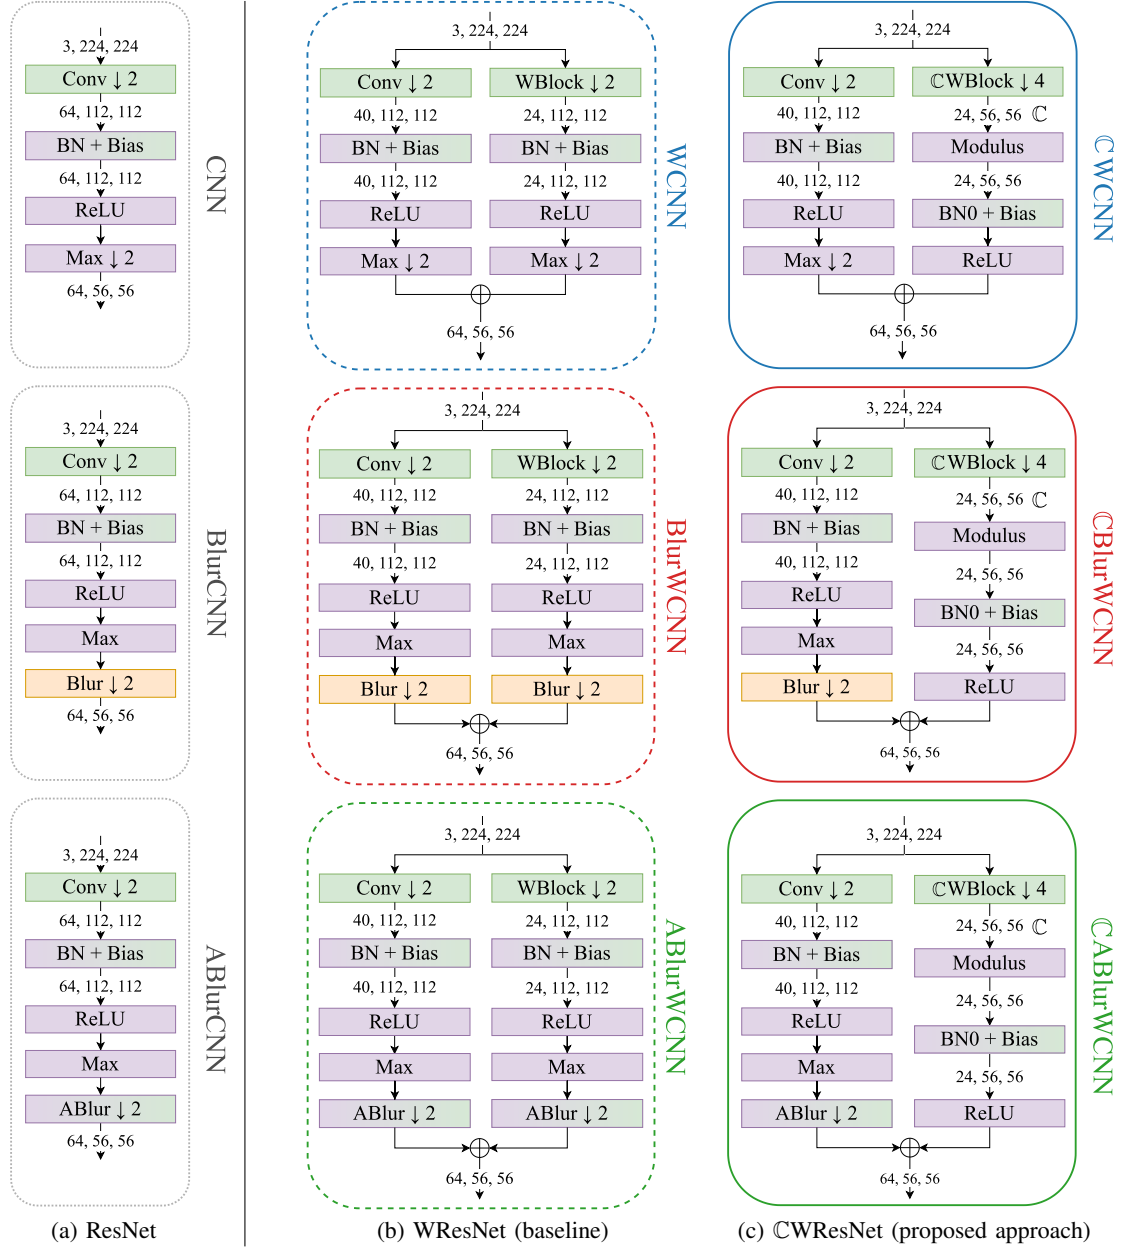 3, 224, 224
Conv ↓ 2
64, 112, 112
BN + Bias
64, 112, 112
ReLU
Max ↓ 2
64, 56, 56
CNN
3, 224, 224
Conv ↓ 2
40, 112, 112
BN + Bias
40, 112, 112
ReLU
Max ↓ 2
WBlock ↓ 2
24, 112, 112
BN + Bias
24, 112, 112
ReLU
Max ↓ 2
64, 56, 56
WCNN
3, 224, 224
Conv ↓ 2
40, 112, 112
BN + Bias
40, 112, 112
ReLU
Max ↓ 2
ℂWBlock ↓ 4
24, 56, 56 ℂ
Modulus
24, 56, 56
BN0 + Bias
ReLU
64, 56, 56
ℂWCNN
3, 224, 224
Conv ↓ 2
64, 112, 112
BN + Bias
64, 112, 112
ReLU
Max
Blur ↓ 2
64, 56, 56
BlurCNN
3, 224, 224
Conv ↓ 2
40, 112, 112
BN + Bias
40, 112, 112
ReLU
Max
Blur ↓ 2
WBlock ↓ 2
24, 112, 112
BN + Bias
24, 112, 112
ReLU
Max
Blur ↓ 2
64, 56, 56
BlurWCNN
3, 224, 224
Conv ↓ 2
40, 112, 112
BN + Bias
40, 112, 112
ReLU
Max
Blur ↓ 2
ℂWBlock ↓ 4
24, 56, 56 ℂ
Modulus
24, 56, 56
BN0 + Bias
24, 56, 56
ReLU
64, 56, 56
ℂBlurWCNN
3, 224, 224
Conv ↓ 2
64, 112, 112
BN + Bias
64, 112, 112
ReLU
Max
ABlur ↓ 2
64, 56, 56
ABlurCNN
3, 224, 224
Conv ↓ 2
40, 112, 112
BN + Bias
40, 112, 112
ReLU
Max
ABlur ↓ 2
WBlock ↓ 2
24, 112, 112
BN + Bias
24, 112, 112
ReLU
Max
ABlur ↓ 2
64, 56, 56
ABlurWCNN
3, 224, 224
Conv ↓ 2
40, 112, 112
BN + Bias
40, 112, 112
ReLU
Max
ABlur ↓ 2
ℂWBlock ↓ 4
24, 56, 56 ℂ
Modulus
24, 56, 56
BN0 + Bias
24, 56, 56
ReLU
64, 56, 56
ℂABlurWCNN
(a) ResNet
(b) WResNet (baseline)
(c) ℂWResNet (proposed approach)